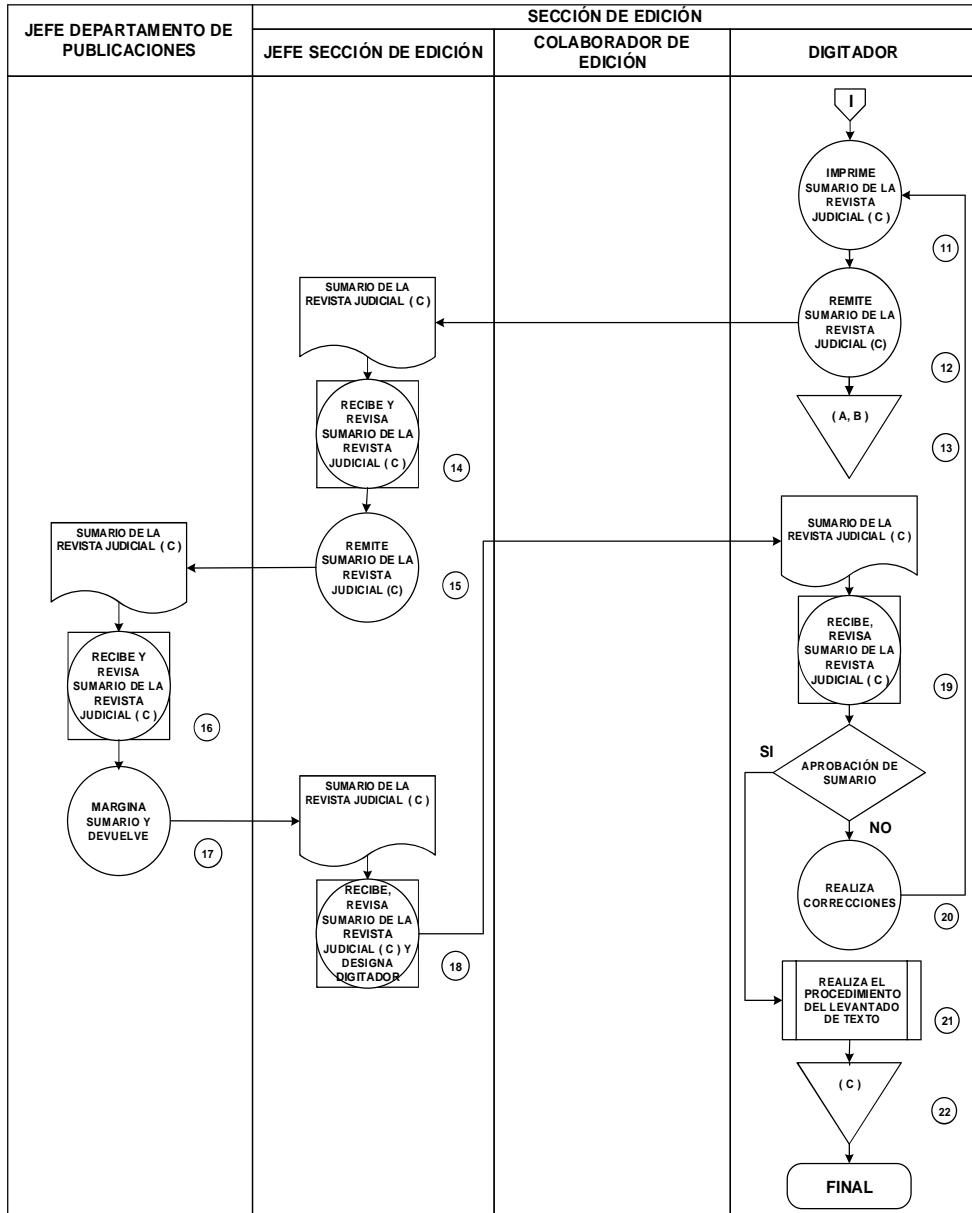 JEFE DEPARTAMENTO DE
PUBLICACIONES
SECCIÓN DE EDICIÓN
JEFE SECCIÓN DE EDICIÓN
COLABORADOR DE
EDICIÓN
DIGITADOR
I
IMPRIME
SUMARIO DE LA
REVISTA
JUDICIAL ( C )
11
REMITE
SUMARIO DE LA
REVISTA
JUDICIAL (C)
12
( A, B )
13
SUMARIO DE LA
REVISTA JUDICIAL ( C )
RECIBE Y
REVISA
SUMARIO DE LA
REVISTA
JUDICIAL ( C )
14
REMITE
SUMARIO DE LA
REVISTA
JUDICIAL (C)
15
SUMARIO DE LA
REVISTA JUDICIAL ( C )
RECIBE Y
REVISA
SUMARIO DE LA
REVISTA
JUDICIAL ( C )
16
MARGINA
SUMARIO Y
DEVUELVE
17
SUMARIO DE LA
REVISTA JUDICIAL ( C )
RECIBE,
REVISA
SUMARIO DE LA
REVISTA
JUDICIAL ( C ) Y
DESIGNA
DIGITADOR
18
SUMARIO DE LA
REVISTA JUDICIAL ( C )
RECIBE,
REVISA
SUMARIO DE LA
REVISTA
JUDICIAL ( C )
19
SI
APROBACIÓN DE
SUMARIO
NO
REALIZA
CORRECCIONES
20
REALIZA EL
PROCEDIMIENTO
DEL LEVANTADO
DE TEXTO
21
( C )
22
FINAL